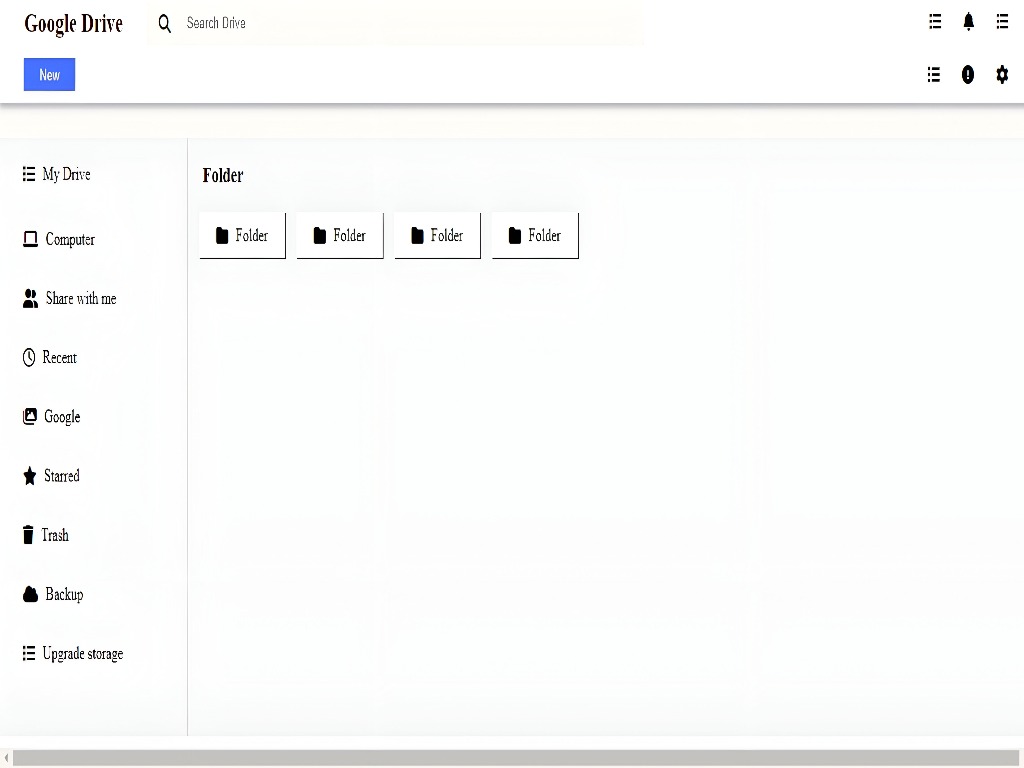 Google Drive
Search Drive
New
My Drive
Computer
Share with me
Recent
Google
Starred
Trash
Backup
Upgrade storage
Folder
Folder Folder Folder Folder